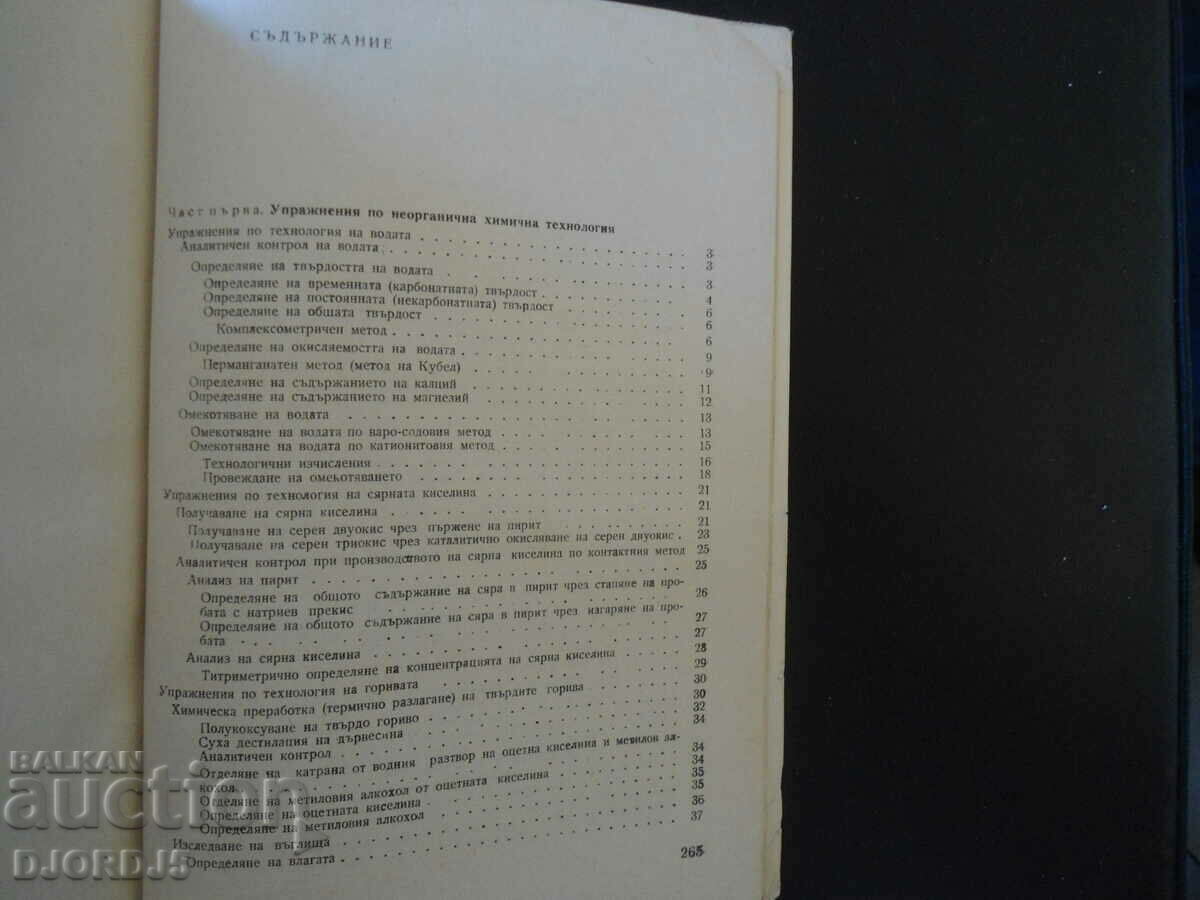 СЪДЪРЖАНИЕ
Част първа. Упражнения по неорганична химична технология
Упражнения по технология на водата . . . 3
Аналитичен контрол на водата . . . 3
Определяне на твърдостта на водата . . . 3
Определяне на временната (карбонатната) твърдост . . . 4
Определяне на постоянната (некарбонатната) твърдост . . . 6
Определяне на общата твърдост . . . 6
Комплексометричен метод . . . 6
Определяне на окисляемостта на водата . . . 9
Перманганатен метод (метод на Кубел) . . . 9
Определяне на съдържанието на калций . . . 11
Определяне на съдържанието на магнезий . . . 12
Омекотяване на водата . . . 13
Омекотяване на водата по варо-содовия метод . . . 13
Омекотяване на водата по катионитовия метод . . . 15
Технологични изчисления . . . 16
Провеждане на омекотяването . . . 18
Упражнения по технология на сярната киселина . . . 21
Получаване на сярна киселина . . . 21
Получаване на серен двуокис чрез пържене на пирит . . . 21
Получаване на серен триокис чрез каталитично окисляване на серен двуокис . 23
Аналитичен контрол при производството на сярна киселина по контактния метод 25
Анализ на пирит . . . 25
Определяне на общото съдържание на сяра в пирит чрез стапяне на про-
бата с натриев прекис . . . 26
Определяне на общото съдържание на сяра в пирит чрез изгаряне на про-
бата . . . 27
Анализ на сярна киселина . . . 27
Титриметрично определяне на концентрацията на сярна киселина . . . 28
Упражнения по технология на горивата . . . 29
Химическа преработка (термично разлагане) на твърдите горива . . . 30
Полукоксуване на твърдо гориво . . . 30
Суха дестилация на дървесина . . . 32
Аналитичен контрол . . . 34
Отделяне на катрана от водния разтвор на оцетна киселина и метилов ал-
кохол . . . 34
Отделяне на метиловия алкохол от оцетната киселина . . . 34
Определяне на оцетната киселина . . . 35
Определяне на метиловия алкохол . . . 35
Изследване на въглища . . . 36
Определяне на влагата . . . 37
265
BALKAN
auction
DJORDJ5